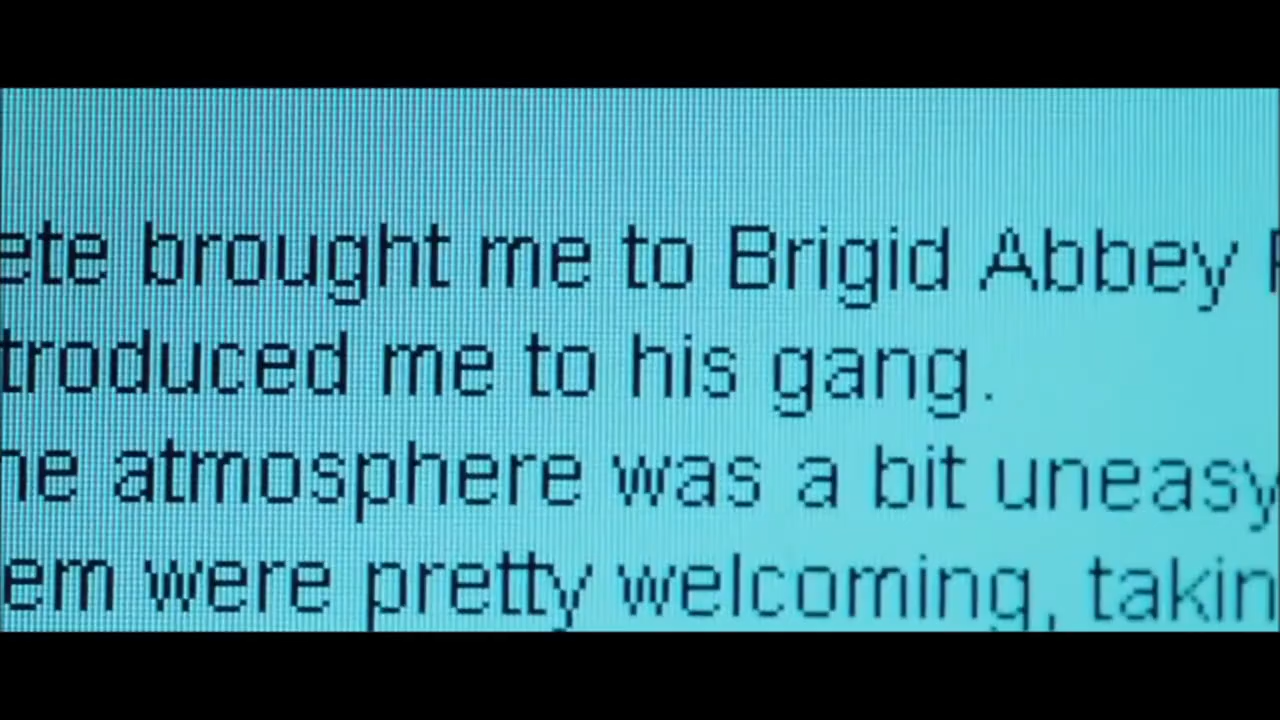 ete brought me to Brigid Abbey
troduced me to his gang.
he atmosphere was a bit uneasy
em were pretty welcoming, takin